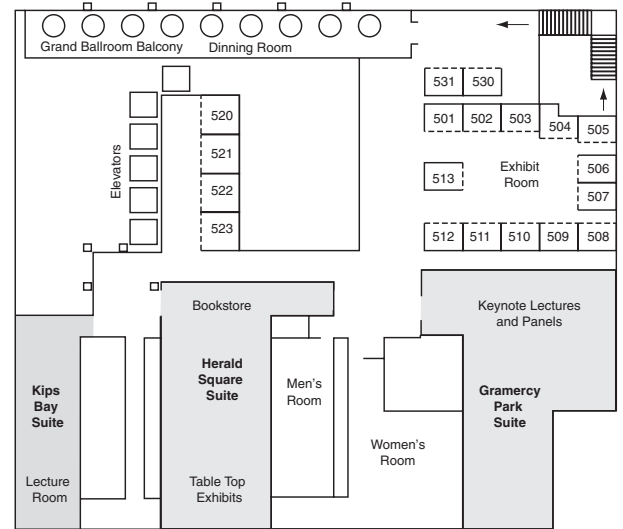 Grand Ballroom Balcony Dinning Room
531 530
501 502 503 504 505
520
521
522
523
Elevators
513
Exhibit
Room
506
507
512 511 510 509 508
Bookstore
Keynote Lectures
and Panels
Kips
Bay
Suite
Herald
Square
Suite
Men's
Room
Gramercy
Park
Suite
Women's
Room
Lecture
Room
Table Top
Exhibits